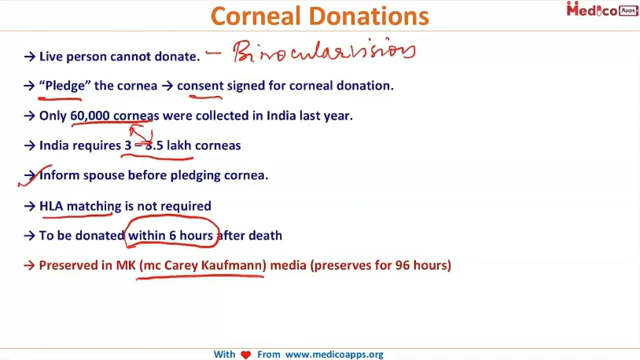 Corneal Donations
Medico Apps
→ Live person cannot donate. – Binocular vision
→ “Pledge” the cornea → consent signed for corneal donation.
→ Only 60,000 corneas were collected in India last year.
→ India requires 3 – 3.5 lakh corneas
→ Inform spouse before pledging cornea.
→ HLA matching is not required
→ To be donated within 6 hours after death
→ Preserved in MK (mc Carey Kaufmann) media (preserves for 96 hours)
With ❤ From www.medicoapps.org